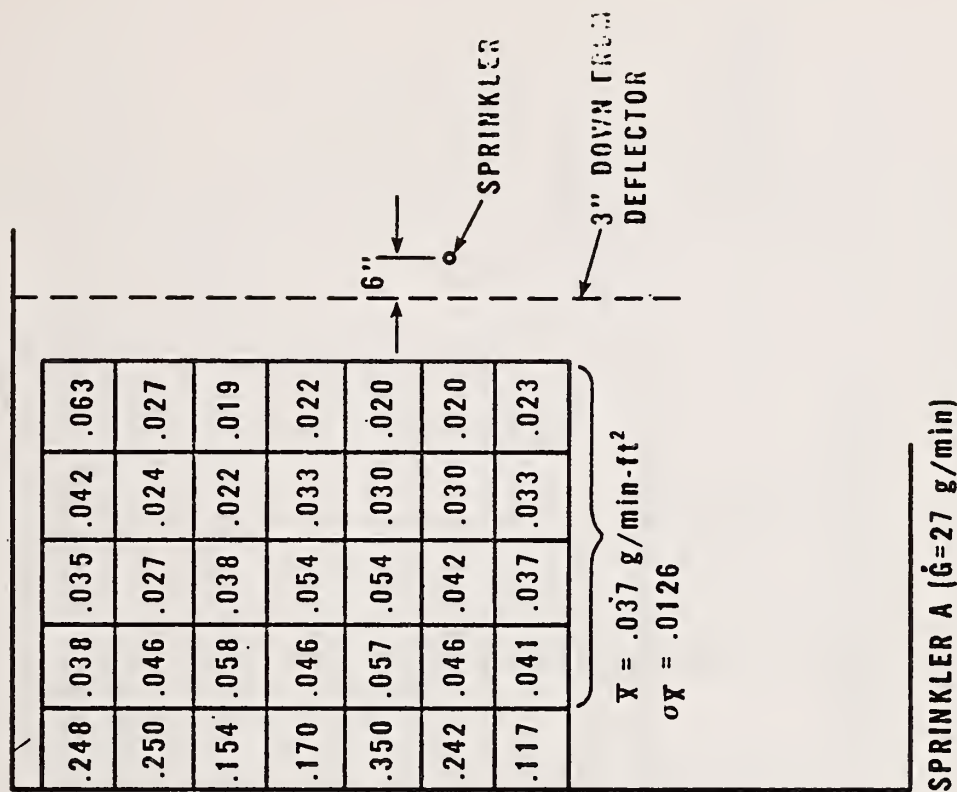 .248 .038 .035 .042 .063
.250 .046 .027 .024 .027
.154 .058 .038 .022 .019
.170 .046 .054 .033 .022
.350 .057 .054 .030 .020
.242 .046 .042 .030 .020
.117 .041 .037 .033 .023
6"
SPRINKLER
X̄ = .037 g/min-ft²
σX̄ = .0126
3" DOWN FROM
DEFLECTOR
SPRINKLER A (Ġ=27 g/min)